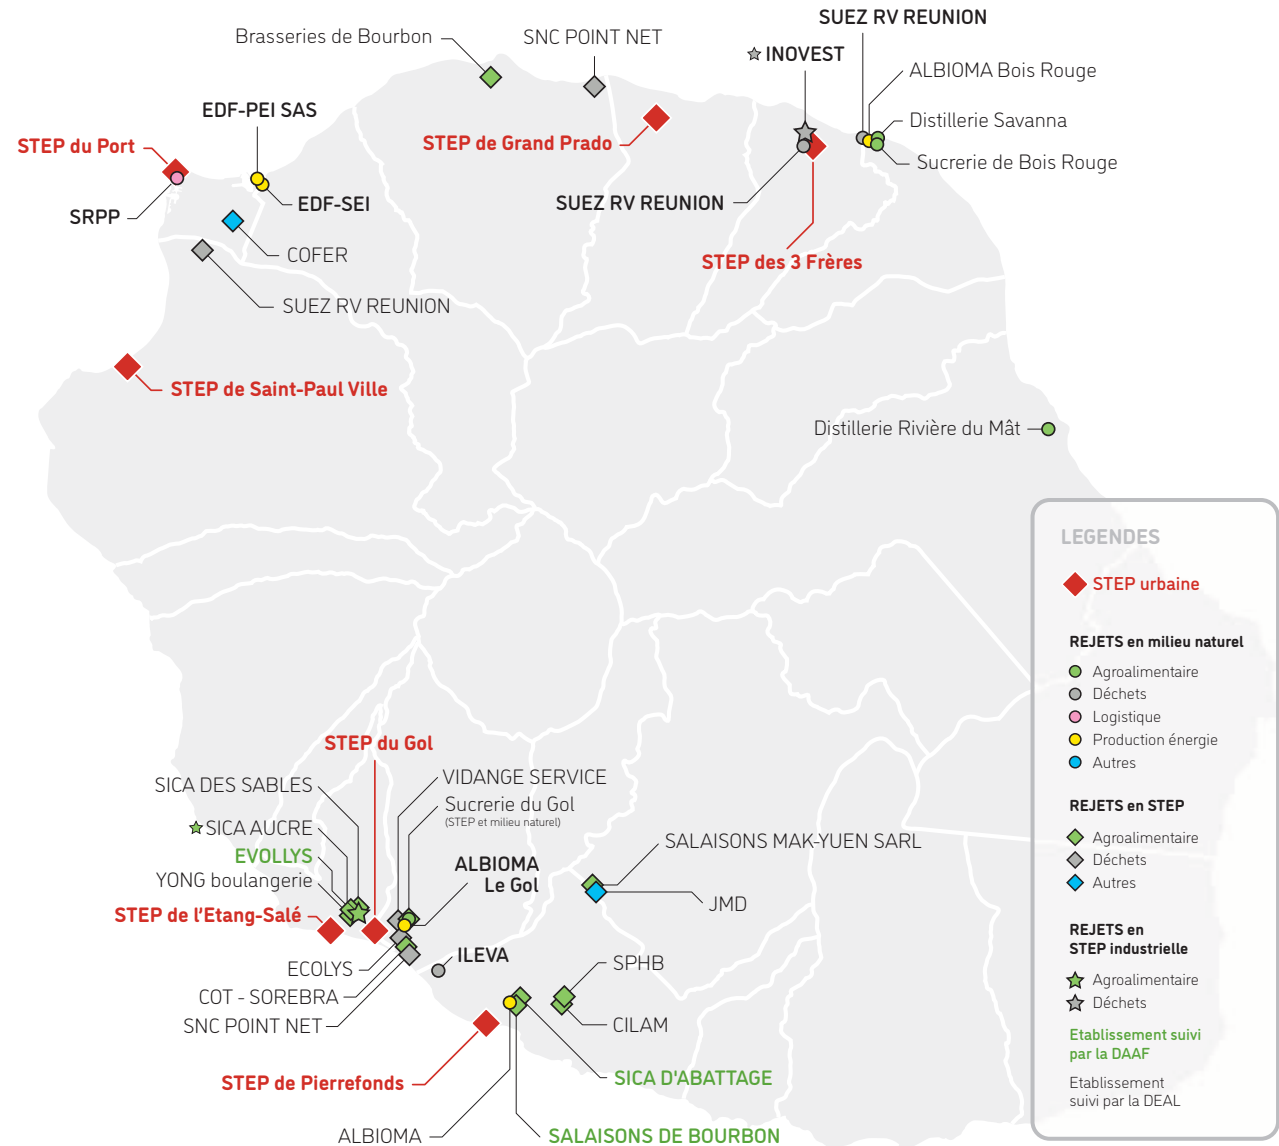 SUEZ RV REUNION
Brasseries de Bourbon
SNC POINT NET
INOVEST
ALBIOMA Bois Rouge
EDF-PEI SAS
Distillerie Savanna
STEP du Port
STEP de Grand Prado
Sucrerie de Bois Rouge
SRPP
EDF-SEI
SUEZ RV REUNION
COFER
STEP des 3 Frères
SUEZ RV REUNION
STEP de Saint-Paul Ville
Distillerie Rivière du Mât
LEGENDES
STEP urbaine
REJETS en milieu naturel
Agroalimentaire
Déchets
Logistique
Production énergie
Autres
REJETS en STEP
Agroalimentaire
Déchets
Autres
REJETS en
STEP industrielle
Agroalimentaire
Déchets
Etablissement suivi
par la DAAF
Etablissement
suivi par la DEAL
STEP du Gol
SICA DES SABLES
VIDANGE SERVICE
Sucrerie du Gol
(STEP et milieu naturel)
SICA AUCRE
EVOLLYS
YONG boulangerie
ALBIOMA
Le Gol
SALAISONS MAK-YUEN SARL
JMD
STEP de l'Etang-Salé
ECOLYS
ILEVA
SPHB
COT - SOREBRA
SNC POINT NET
CILAM
STEP de Pierrefonds
SICA D'ABATTAGE
ALBIOMA
SALAISONS DE BOURBON